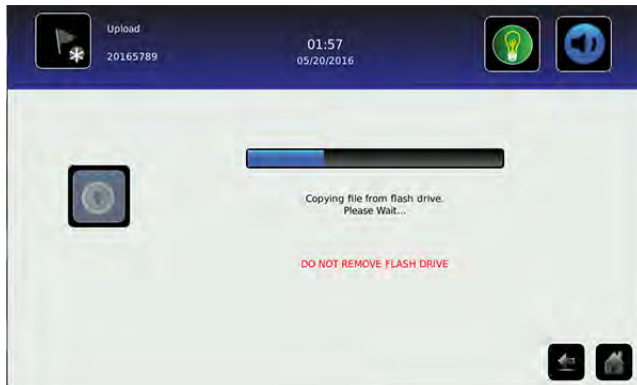 Upload
20165789
01:57
05/20/2016
Copying file from flash drive.
Please Wait...
DO NOT REMOVE FLASH DRIVE